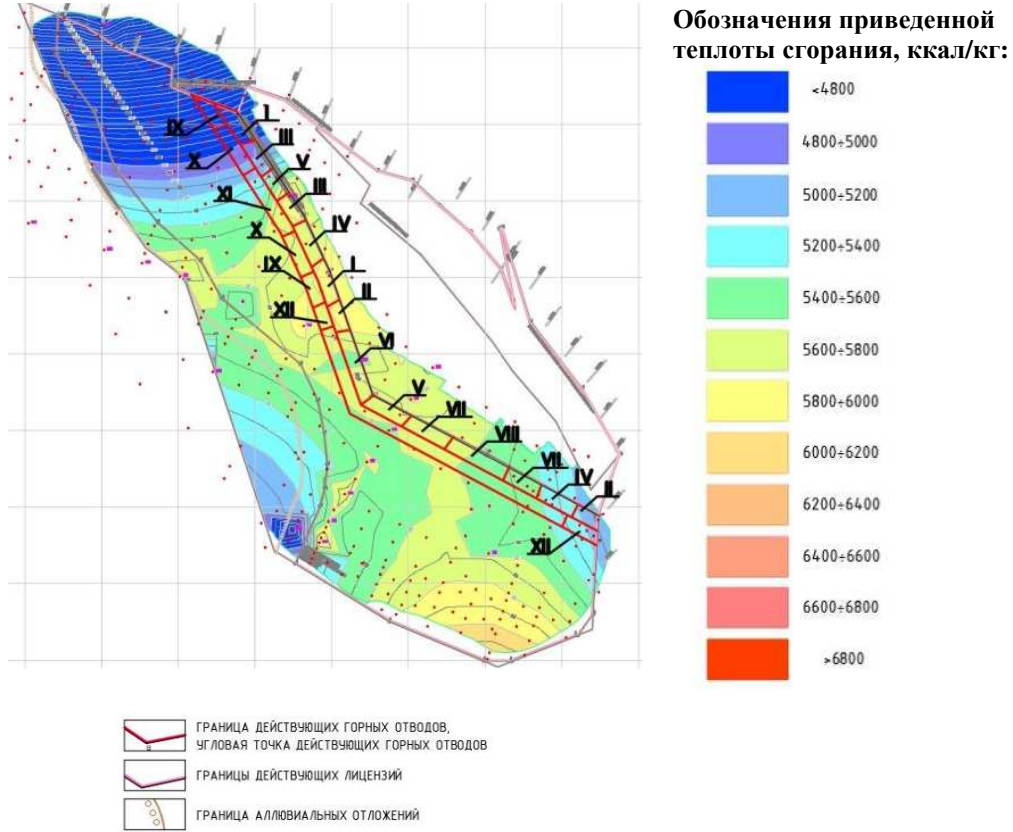 Обозначения приведенной
теплоты сгорания, ккал/кг:
<4800
4800÷5000
5000÷5200
5200÷5400
5400÷5600
5600÷5800
5800÷6000
6000÷6200
6200÷6400
6400÷6600
6600÷6800
>6800
IX
I
X
III
V
XI
III
X
IV
IX
I
XII
II
VI
V
VII
VIII
VII
IV
II
XII
ГРАНИЦА ДЕЙСТВУЮЩИХ ГОРНЫХ ОТВОДОВ,
УГЛОВАЯ ТОЧКА ДЕЙСТВУЮЩИХ ГОРНЫХ ОТВОДОВ
ГРАНИЦЫ ДЕЙСТВУЮЩИХ ЛИЦЕНЗИЙ
ГРАНИЦА АЛЛЮВИАЛЬНЫХ ОТЛОЖЕНИЙ